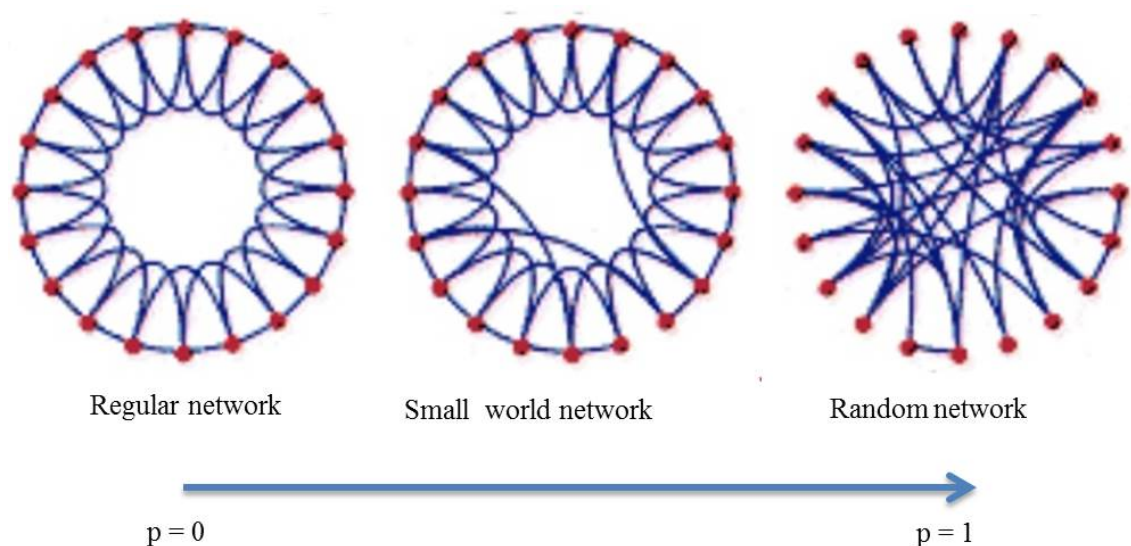 Regular network
Small world network
Random network
p = 0
p = 1